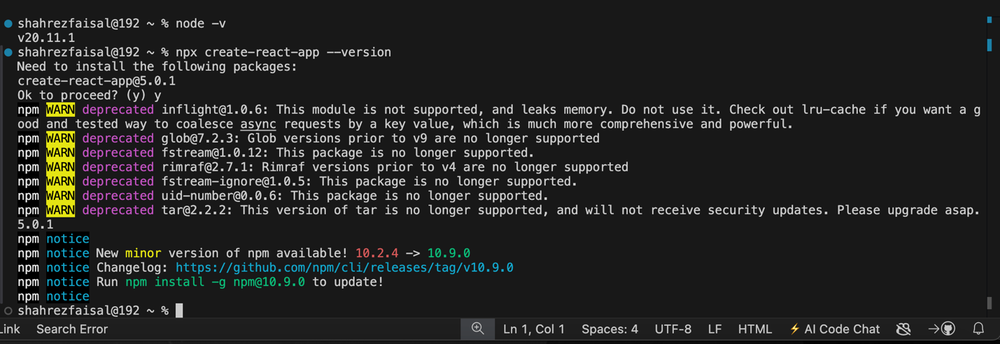 shahrezfaisal@192 ~ % node -v
v20.11.1
shahrezfaisal@192 ~ % npx create-react-app --version
Need to install the following packages:
create-react-app@5.0.1
Ok to proceed? (y) y
npm WARN deprecated inflight@1.0.6: This module is not supported, and leaks memory. Do not use it. Check out lru-cache if you want a g
ood and tested way to coalesce async requests by a key value, which is much more comprehensive and powerful.
npm WARN deprecated glob@7.2.3: Glob versions prior to v9 are no longer supported
npm WARN deprecated fstream@1.0.12: This package is no longer supported.
npm WARN deprecated rimraf@2.7.1: Rimraf versions prior to v4 are no longer supported
npm WARN deprecated fstream-ignore@1.0.5: This package is no longer supported.
npm WARN deprecated uid-number@0.0.6: This package is no longer supported.
npm WARN deprecated tar@2.2.2: This version of tar is no longer supported, and will not receive security updates. Please upgrade asap.
5.0.1
npm notice
npm notice New minor version of npm available! 10.2.4 -> 10.9.0
npm notice Changelog: https://github.com/npm/cli/releases/tag/v10.9.0
npm notice Run npm install -g npm@10.9.0 to update!
npm notice
shahrezfaisal@192 ~ %
Link Search Error Ln 1, Col 1 Spaces: 4 UTF-8 LF HTML ⚡ AI Code Chat